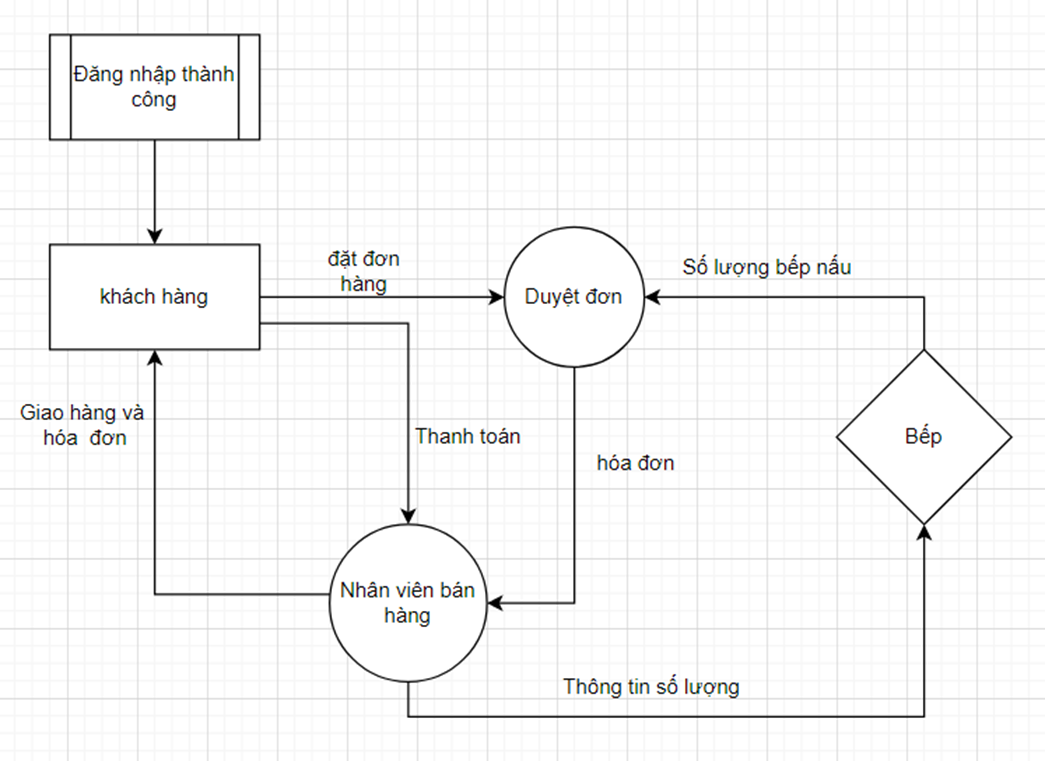 Đăng nhập thành
công
khách hàng
đặt đơn
hàng
Duyệt đơn
Số lượng bếp nấu
Giao hàng và
hóa đơn
Thanh toán
hóa đơn
Bếp
Nhân viên bán
hàng
Thông tin số lượng